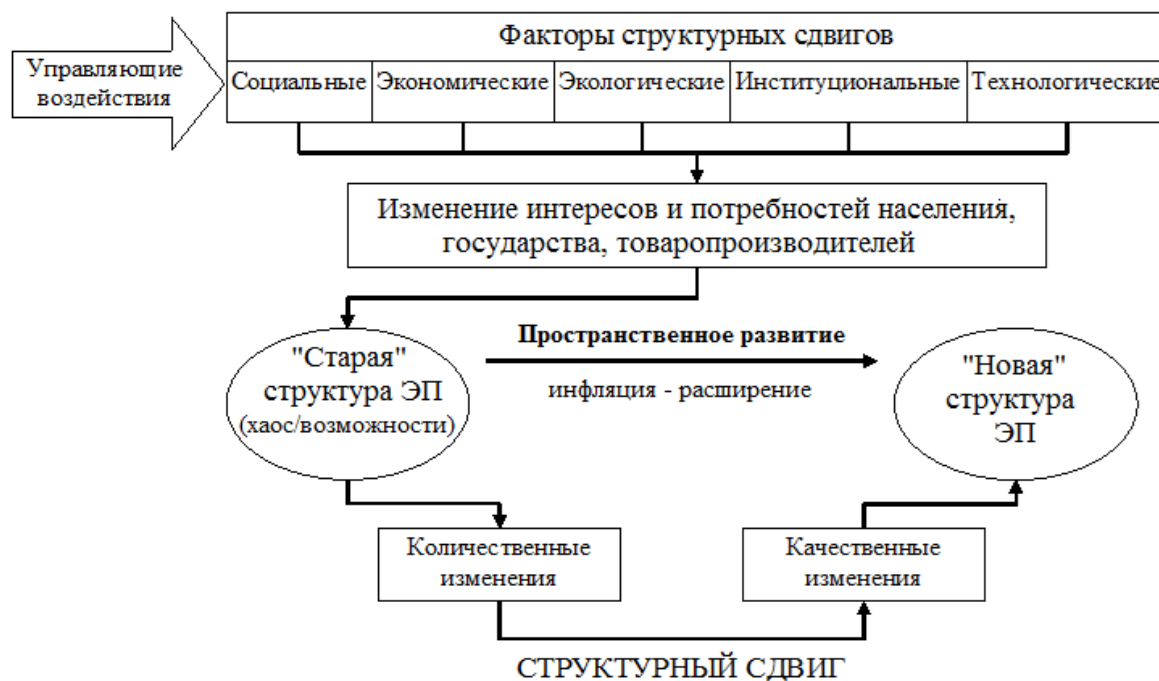 Факторы структурных сдвигов
Управляющие
воздействия
Социальные
Экономические
Экологические
Институциональные
Технологические
Изменение интересов и потребностей населения,
государства, товаропроизводителей
"Старая"
структура ЭП
(хаос/возможности)
Пространственное развитие
инфляция - расширение
"Новая"
структура
ЭП
Количественные
изменения
Качественные
изменения
СТРУКТУРНЫЙ СДВИГ